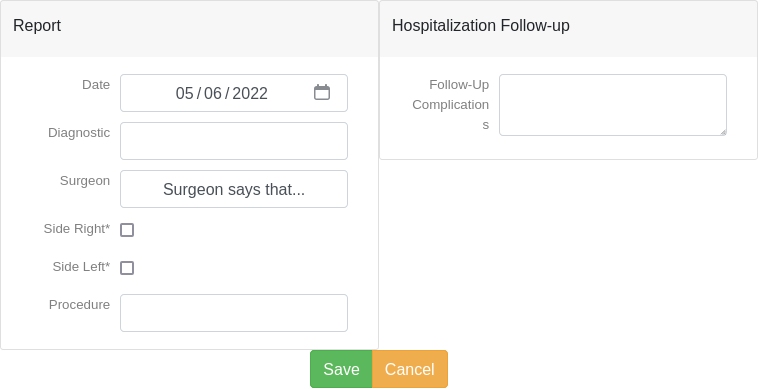 Report
Date
05/06/2022
Diagnostic
Surgeon
Surgeon says that...
Side Right*
Side Left*
Procedure
Hospitalization Follow-up
Follow-Up
Complication
s
Save
Cancel